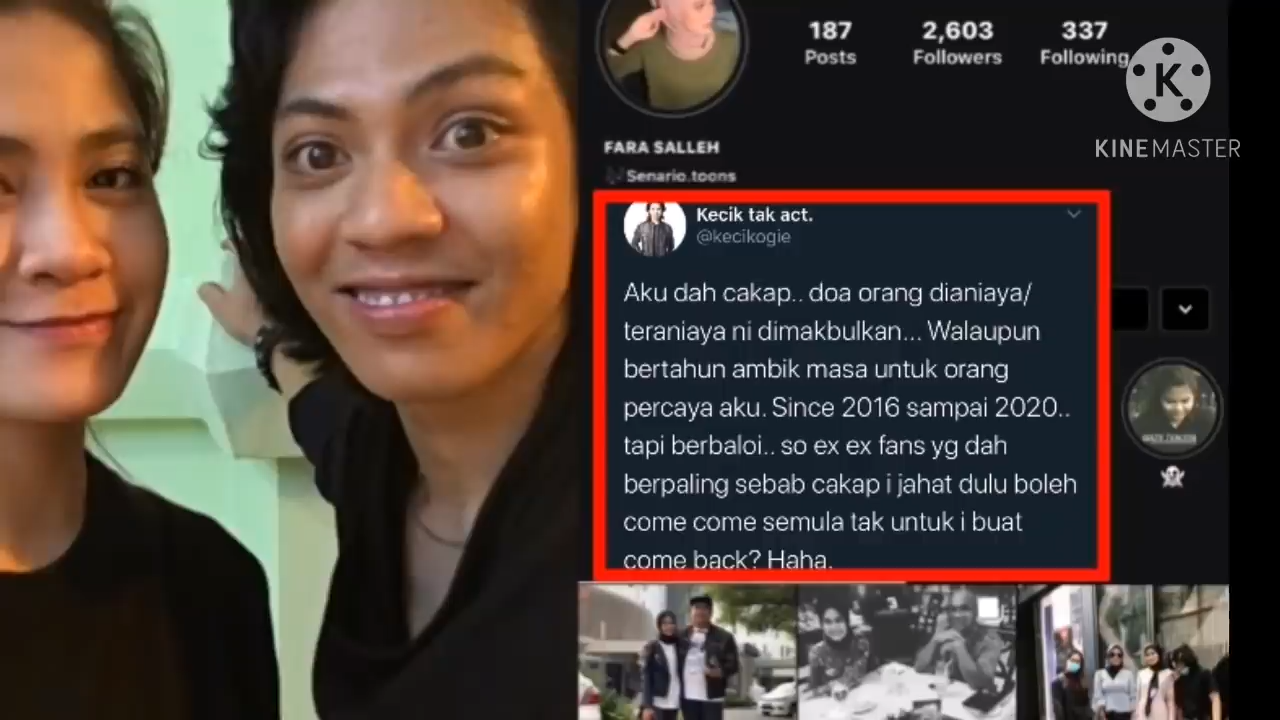 187
2,603
337
Posts
Followers
Following
K
KINEMASTER
FARA SALLEH
Senario.toons
Kecik tak act.
@kecikogie
Aku dah cakap.. doa orang dianiaya/
teraniaya ni dimakbulkan... Walaupun
bertahun ambik masa untuk orang
percaya aku. Since 2016 sampai 2020..
tapi berbaloi.. so ex ex fans yg dah
berpaling sebab cakap i jahat dulu boleh
come come semula tak untuk i buat
come back? Haha.